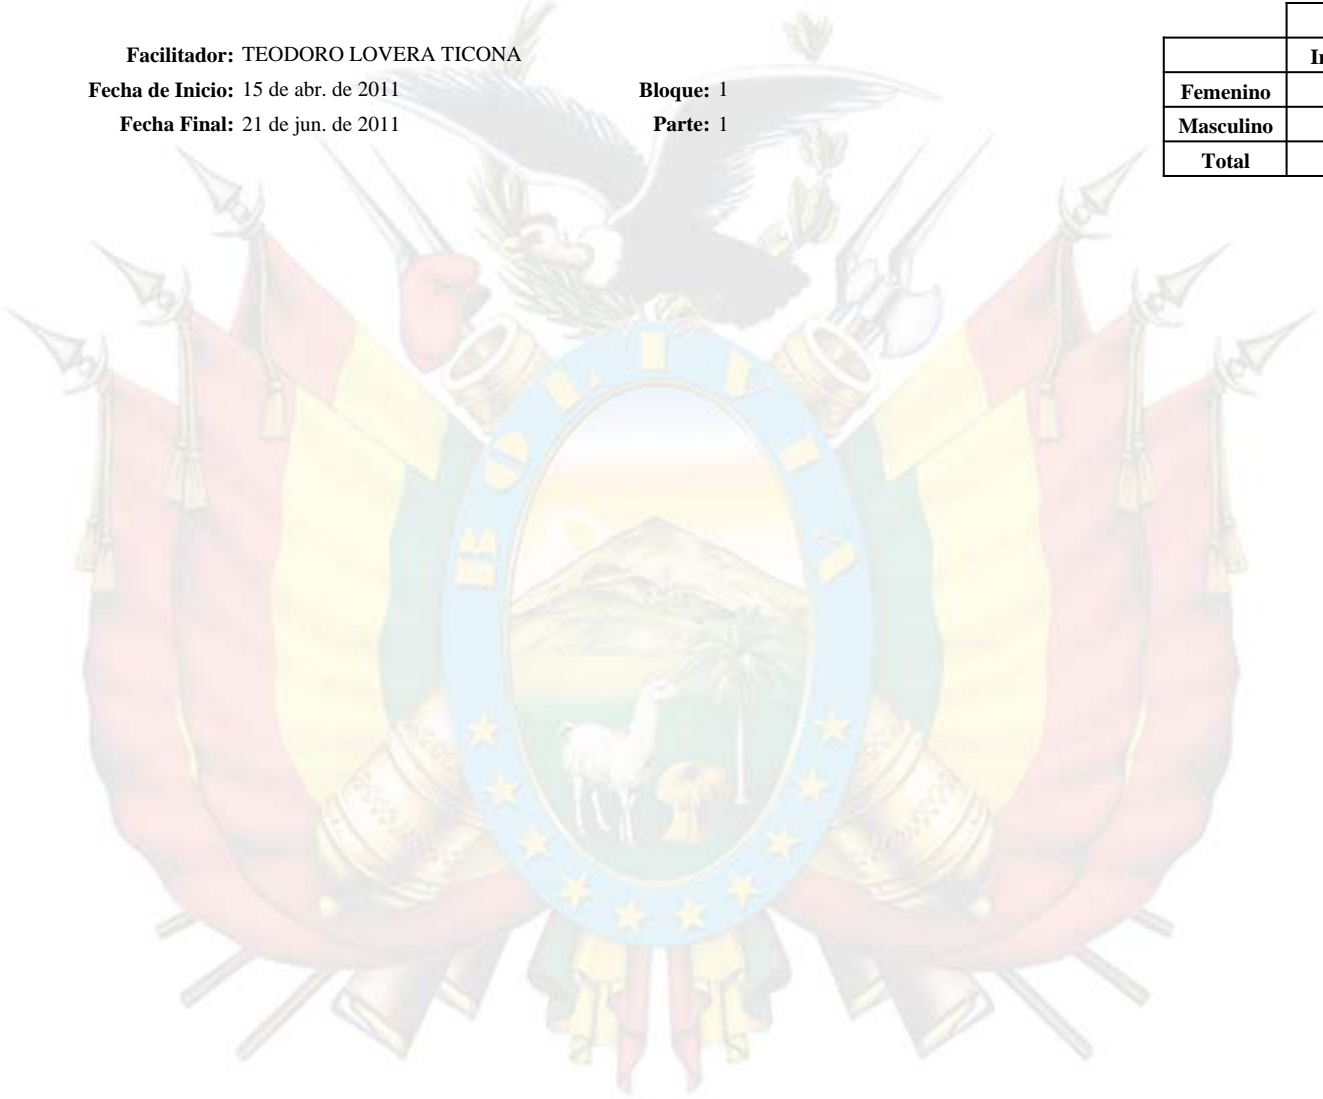 Facilitador: TEODORO LOVERA TICONA
Fecha de Inicio: 15 de abr. de 2011 Bloque: 1
Fecha Final: 21 de jun. de 2011 Parte: 1
Femenino
Masculino
Total
BOLIVIA